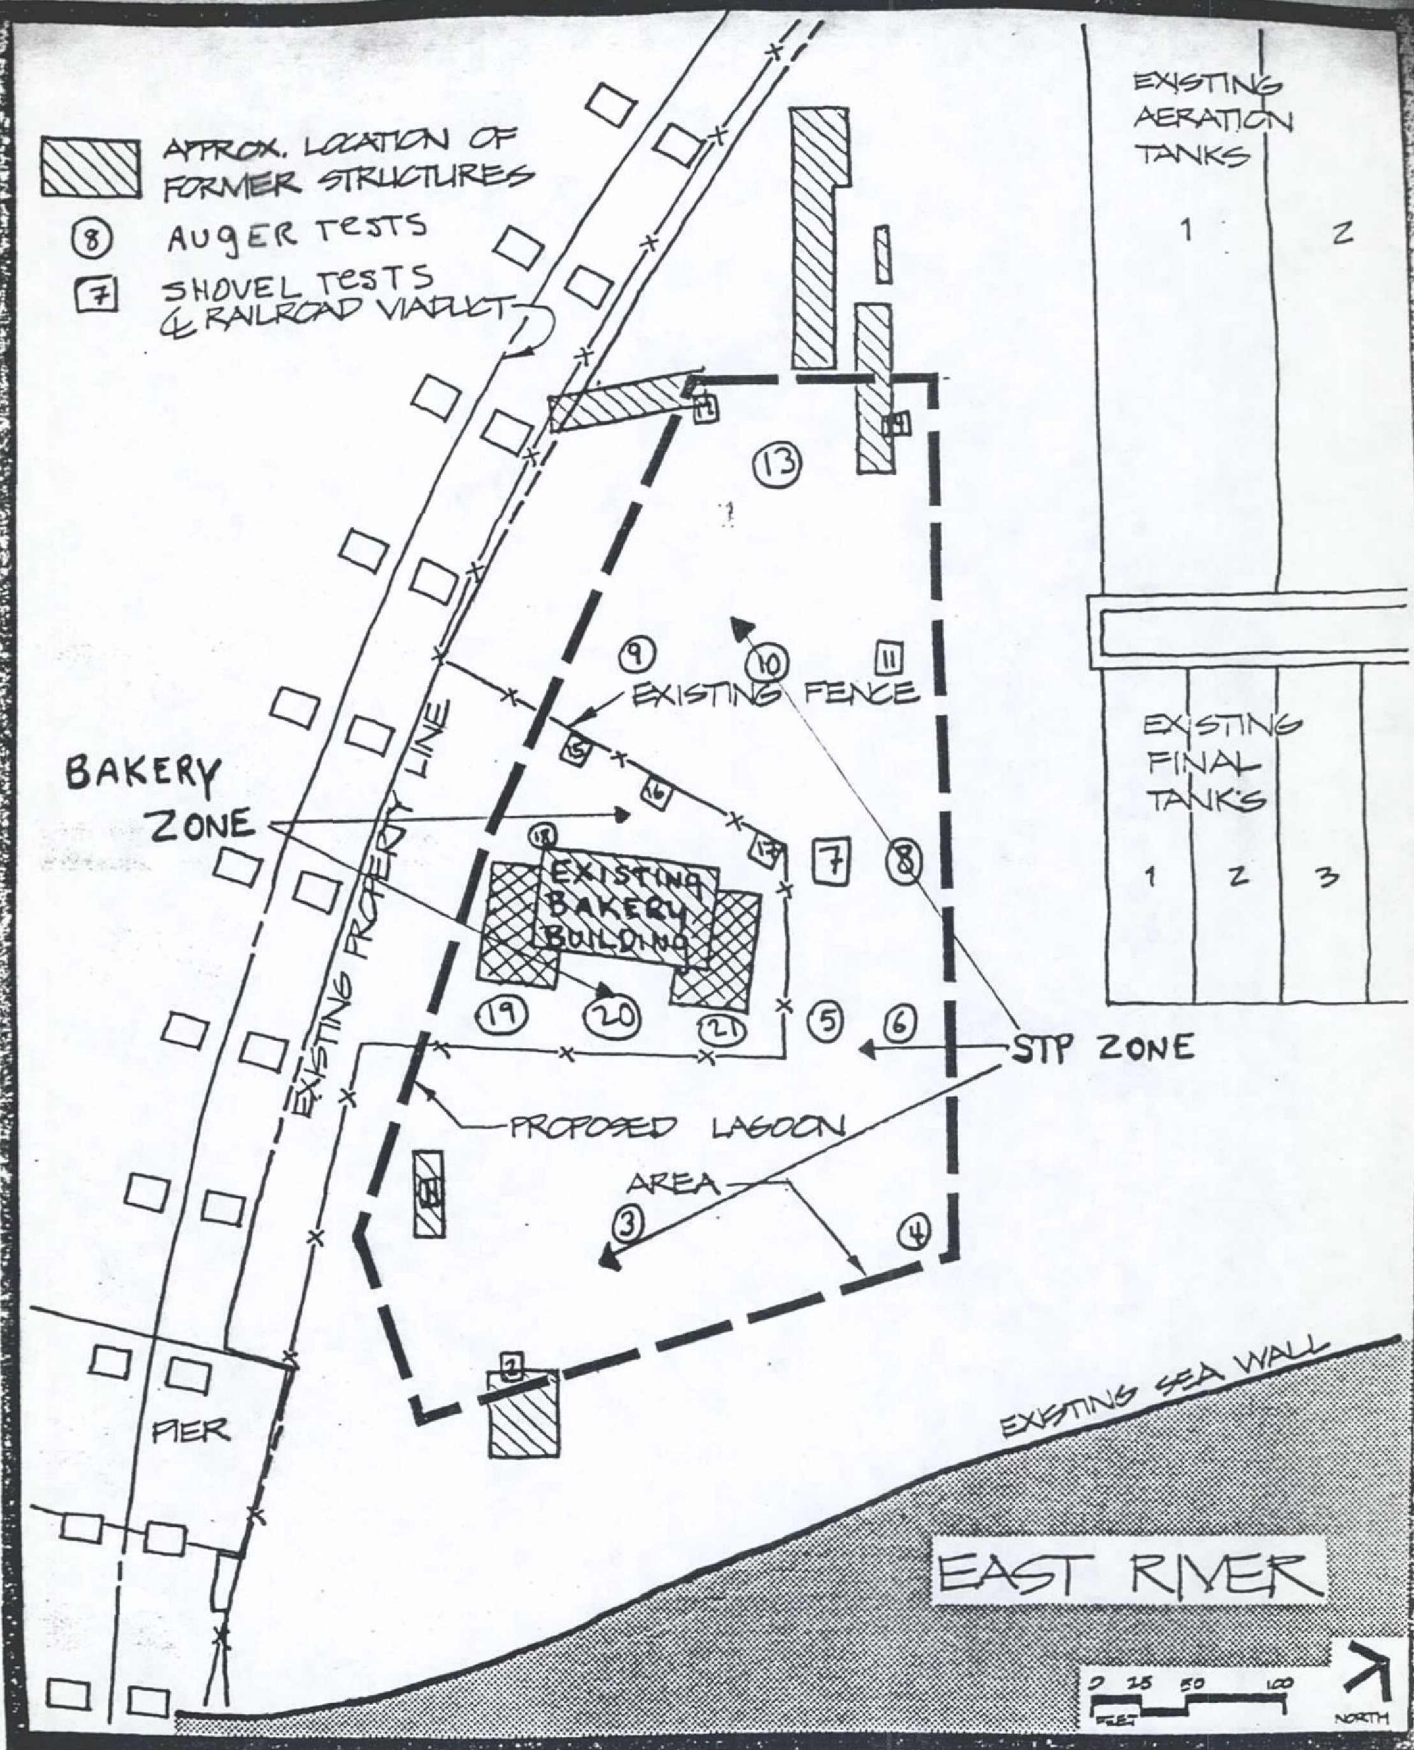 APPROX. LOCATION OF
FORMER STRUCTURES
8 AUGER TESTS
7 SHOVEL TESTS
℄ RAILROAD VIADUCT
EXISTING
AERATION
TANKS
1
2
12
14
13
9
10
11
EXISTING FENCE
15
16
17
7
8
EXISTING
FINAL
TANKS
1
2
3
BAKERY
ZONE
EXISTING PROPERTY LINE
18
EXISTING
BAKERY
BUILDING
19
20
21
5
6
STP ZONE
PROPOSED LAGOON
AREA
3
4
2
PIER
EXISTING SEA WALL
EAST RIVER
0 25 50 100
FEET
NORTH